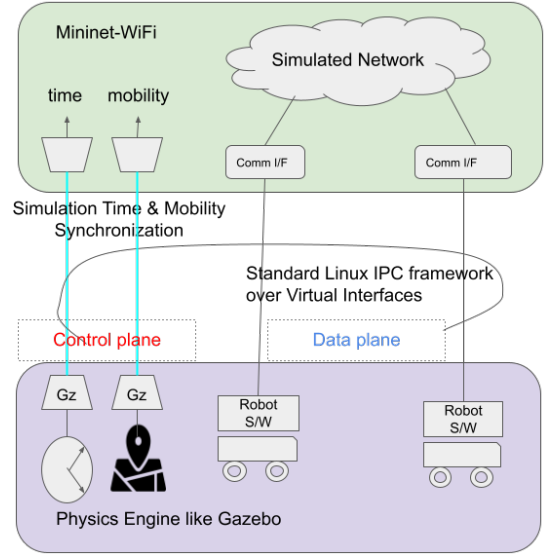 Mininet-WiFi
Simulated Network
time
mobility
Comm I/F
Comm I/F
Simulation Time & Mobility
Synchronization
Standard Linux IPC framework
over Virtual Interfaces
Control plane
Data plane
Gz
Gz
Robot
S/W
Robot
S/W
Physics Engine like Gazebo